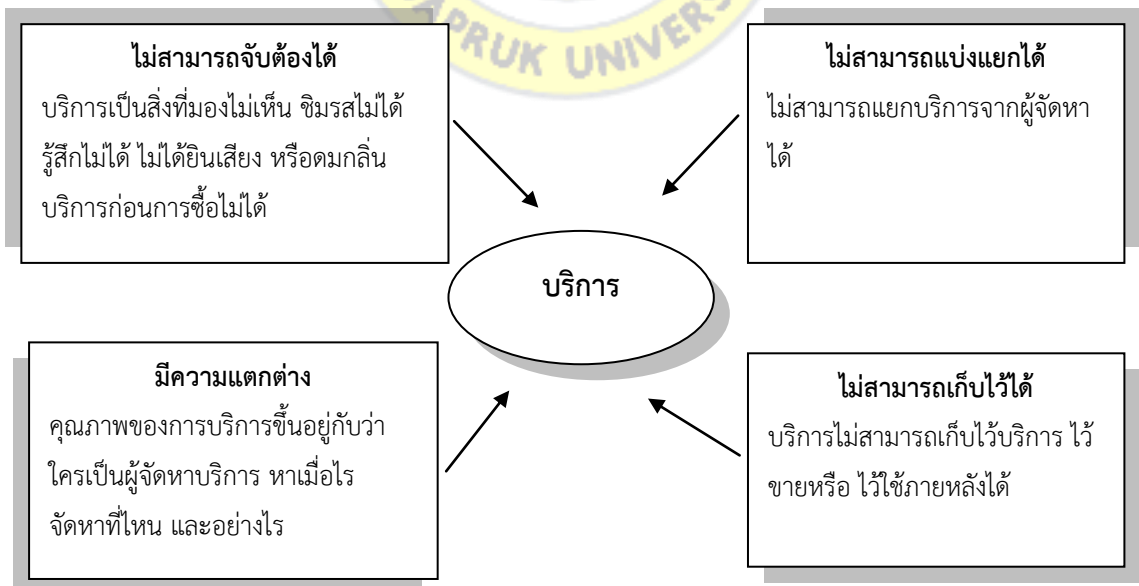 APRUK UNIVE
ไม่สามารถจับต้องได้
บริการเป็นสิ่งที่มองไม่เห็น ชิมรสไม่ได้
รู้สึกไม่ได้ ไม่ได้ยินเสียง หรือดมกลิ่น
บริการก่อนการซื้อไม่ได้
ไม่สามารถแบ่งแยกได้
ไม่สามารถแยกบริการจากผู้จัดหา
ได้
บริการ
มีความแตกต่าง
คุณภาพของการบริการขึ้นอยู่กับว่า
ใครเป็นผู้จัดหาบริการ หาเมื่อไร
จัดหาที่ไหน และอย่างไร
ไม่สามารถเก็บไว้ได้
บริการไม่สามารถเก็บไว้บริการ ไว้
ขายหรือ ไว้ใช้ภายหลังได้